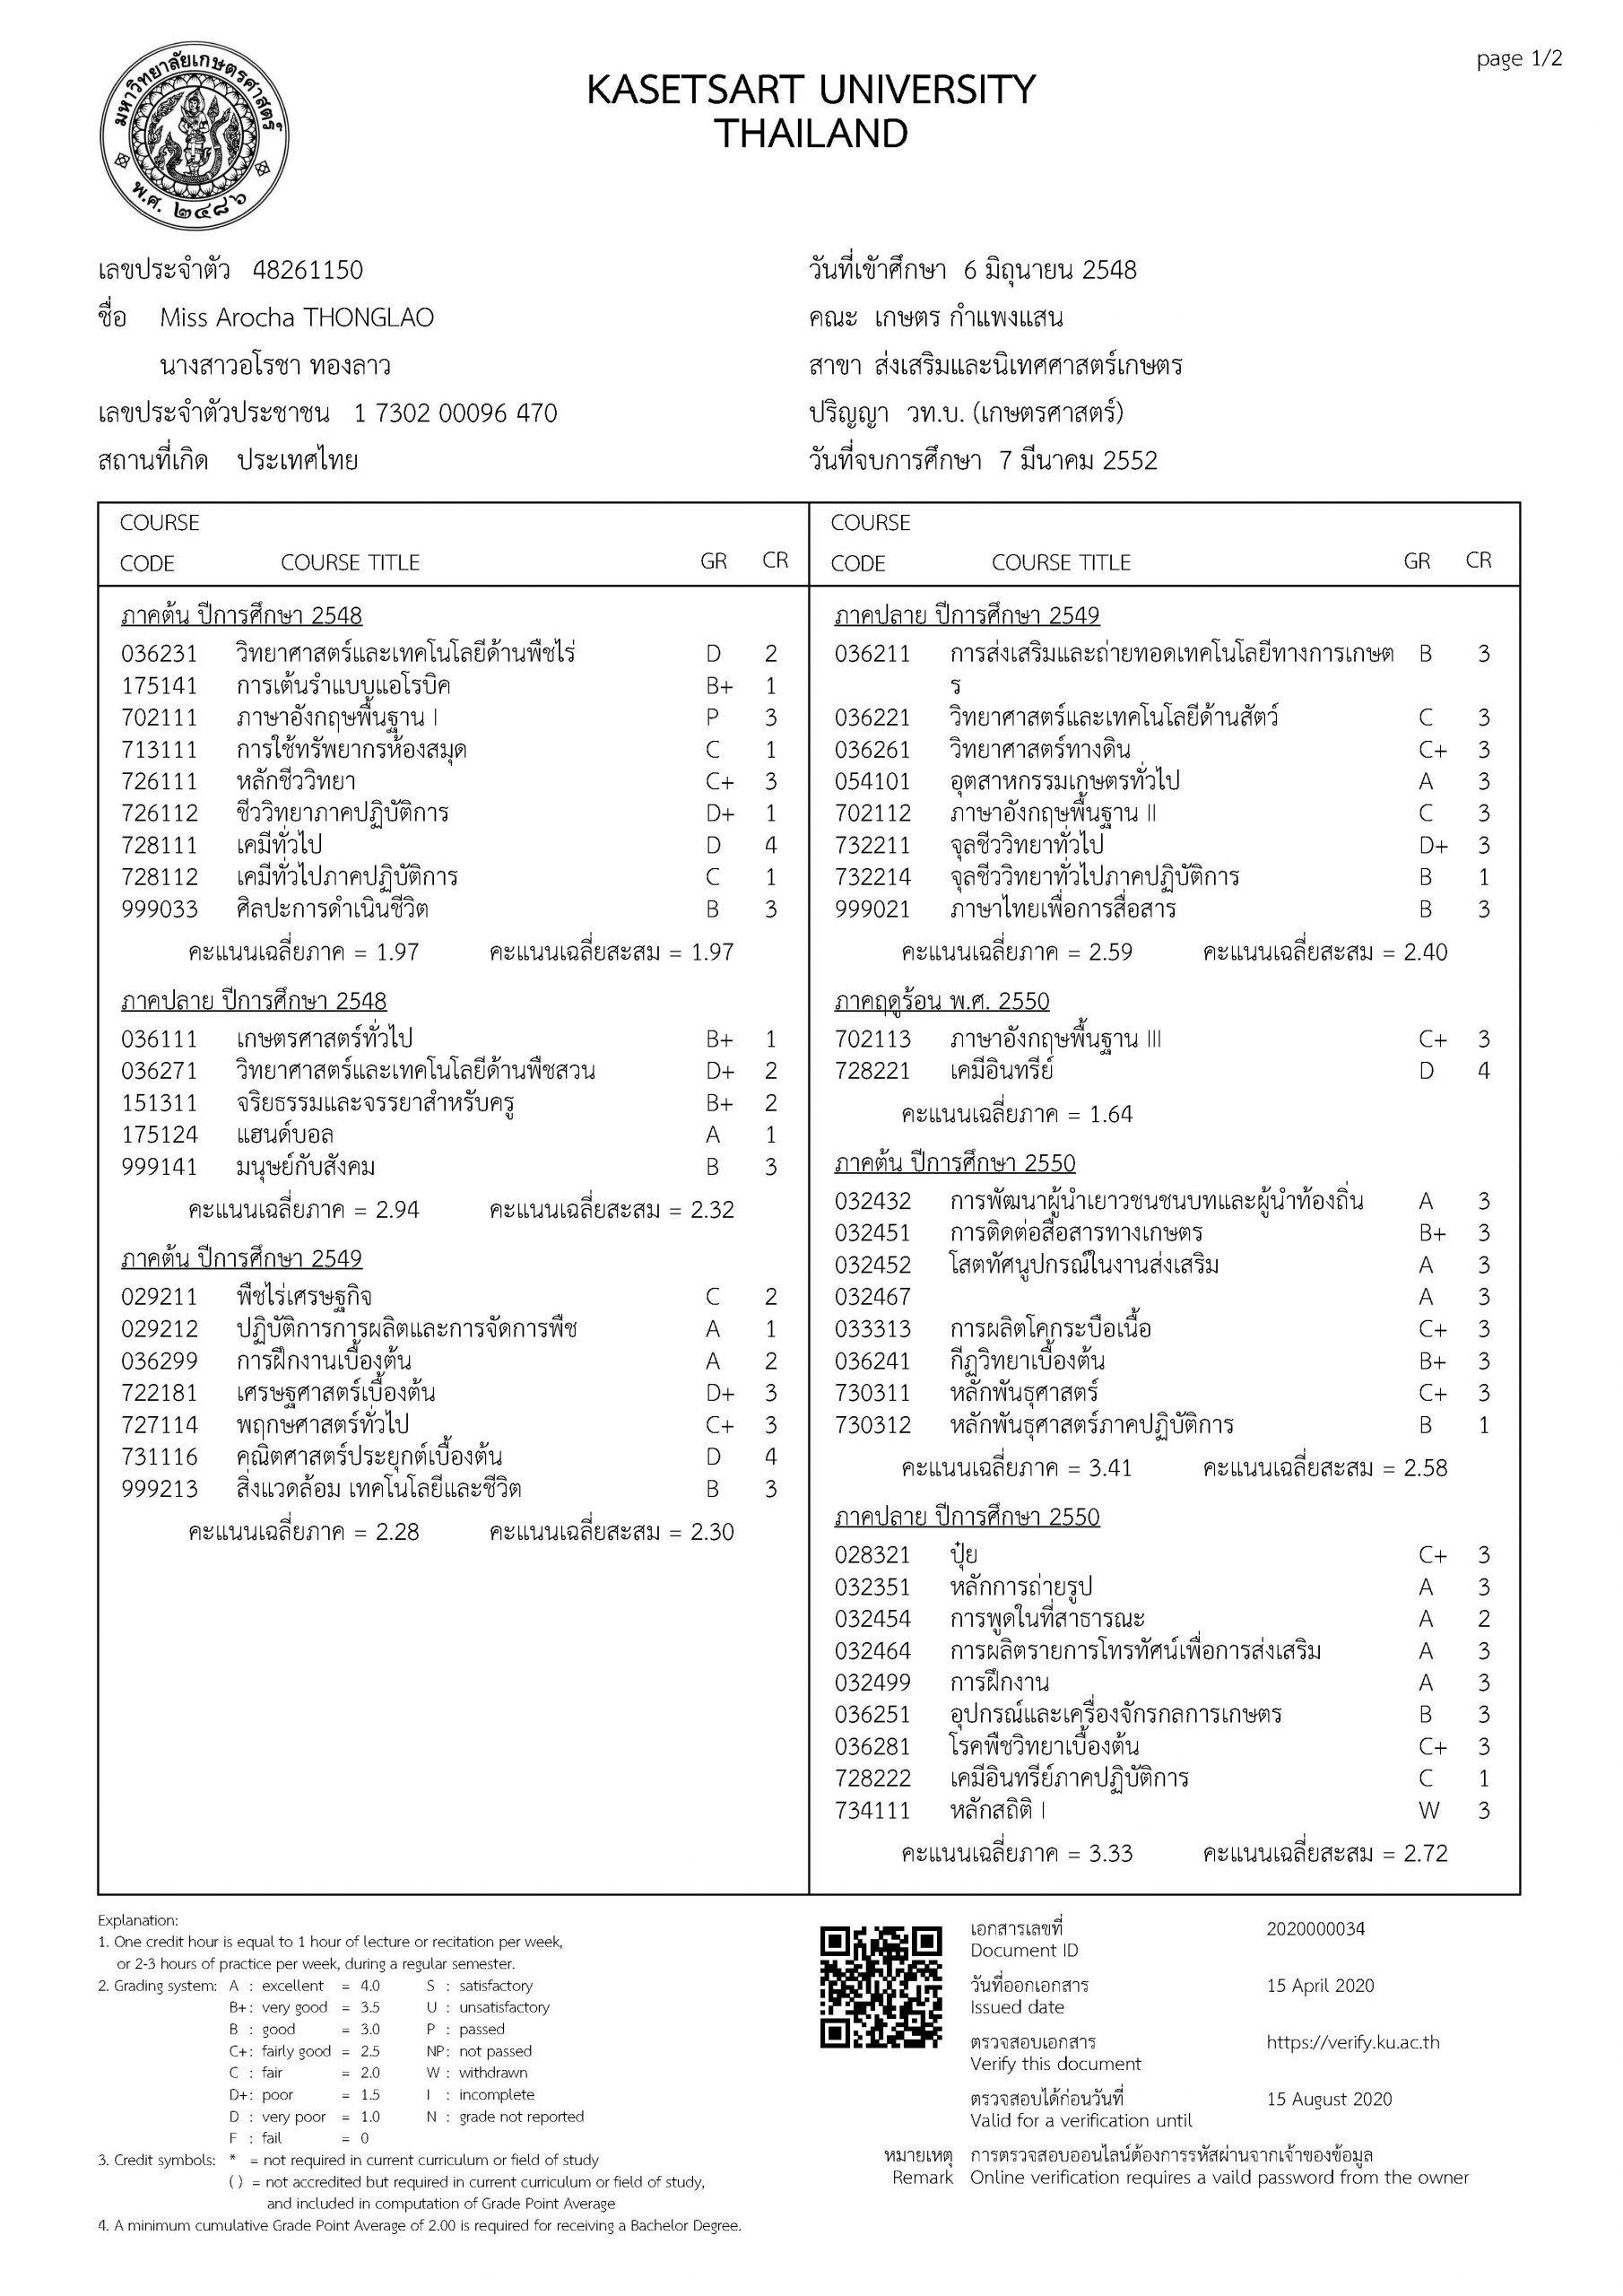 page 1/2
มหาวิทยาลัยเกษตรศาสตร์
พ.ศ. ๒๔๘๖
KASETSART UNIVERSITY
THAILAND
เลขประจำตัว 48261150
ชื่อ Miss Arocha THONGLAO
นางสาวอโรชา ทองลาว
เลขประจำตัวประชาชน 1 7302 00096 470
สถานที่เกิด ประเทศไทย
วันที่เข้าศึกษา 6 มิถุนายน 2548
คณะ เกษตร กำแพงแสน
สาขา ส่งเสริมและนิเทศศาสตร์เกษตร
ปริญญา วท.บ. (เกษตรศาสตร์)
วันที่จบการศึกษา 7 มีนาคม 2552
COURSE
CODE COURSE TITLE GR CR
ภาคต้น ปีการศึกษา 2548
036231 วิทยาศาสตร์และเทคโนโลยีด้านพืชไร่ D 2
175141 การเต้นรำแบบแอโรบิค B+ 1
702111 ภาษาอังกฤษพื้นฐาน I P 3
713111 การใช้ทรัพยากรห้องสมุด C 1
726111 หลักชีววิทยา C+ 3
726112 ชีววิทยาภาคปฏิบัติการ D+ 1
728111 เคมีทั่วไป D 4
728112 เคมีทั่วไปภาคปฏิบัติการ C 1
999033 ศิลปะการดำเนินชีวิต B 3
คะแนนเฉลี่ยภาค = 1.97 คะแนนเฉลี่ยสะสม = 1.97
ภาคปลาย ปีการศึกษา 2548
036111 เกษตรศาสตร์ทั่วไป B+ 1
036271 วิทยาศาสตร์และเทคโนโลยีด้านพืชสวน D+ 2
151311 จริยธรรมและจรรยาสำหรับครู B+ 2
175124 แฮนด์บอล A 1
999141 มนุษย์กับสังคม B 3
คะแนนเฉลี่ยภาค = 2.94 คะแนนเฉลี่ยสะสม = 2.32
ภาคต้น ปีการศึกษา 2549
029211 พืชไร่เศรษฐกิจ C 2
029212 ปฏิบัติการการผลิตและการจัดการพืช A 1
036299 การฝึกงานเบื้องต้น A 2
722181 เศรษฐศาสตร์เบื้องต้น D+ 3
727114 พฤกษศาสตร์ทั่วไป C+ 3
731116 คณิตศาสตร์ประยุกต์เบื้องต้น D 4
999213 สิ่งแวดล้อม เทคโนโลยีและชีวิต B 3
คะแนนเฉลี่ยภาค = 2.28 คะแนนเฉลี่ยสะสม = 2.30
COURSE
CODE COURSE TITLE GR CR
ภาคปลาย ปีการศึกษา 2549
036211 การส่งเสริมและถ่ายทอดเทคโนโลยีทางการเกษต B 3
ร
036221 วิทยาศาสตร์และเทคโนโลยีด้านสัตว์ C 3
036261 วิทยาศาสตร์ทางดิน C+ 3
054101 อุตสาหกรรมเกษตรทั่วไป A 3
702112 ภาษาอังกฤษพื้นฐาน II C 3
732211 จุลชีววิทยาทั่วไป D+ 3
732214 จุลชีววิทยาทั่วไปภาคปฏิบัติการ B 1
999021 ภาษาไทยเพื่อการสื่อสาร B 3
คะแนนเฉลี่ยภาค = 2.59 คะแนนเฉลี่ยสะสม = 2.40
ภาคฤดูร้อน พ.ศ. 2550
702113 ภาษาอังกฤษพื้นฐาน III C+ 3
728221 เคมีอินทรีย์ D 4
คะแนนเฉลี่ยภาค = 1.64
ภาคต้น ปีการศึกษา 2550
032432 การพัฒนาผู้นำเยาวชนชนบทและผู้นำท้องถิ่น A 3
032451 การติดต่อสื่อสารทางเกษตร B+ 3
032452 โสตทัศนูปกรณ์ในงานส่งเสริม A 3
032467 A 3
033313 การผลิตโคกระบือเนื้อ C+ 3
036241 กีฏวิทยาเบื้องต้น B+ 3
730311 หลักพันธุศาสตร์ C+ 3
730312 หลักพันธุศาสตร์ภาคปฏิบัติการ B 1
คะแนนเฉลี่ยภาค = 3.41 คะแนนเฉลี่ยสะสม = 2.58
ภาคปลาย ปีการศึกษา 2550
028321 ปุ๋ย C+ 3
032351 หลักการถ่ายรูป A 3
032454 การพูดในที่สาธารณะ A 2
032464 การผลิตรายการโทรทัศน์เพื่อการส่งเสริม A 3
032499 การฝึกงาน A 3
036251 อุปกรณ์และเครื่องจักรกลการเกษตร B 3
036281 โรคพืชวิทยาเบื้องต้น C+ 3
728222 เคมีอินทรีย์ภาคปฏิบัติการ C 1
734111 หลักสถิติ I W 3
คะแนนเฉลี่ยภาค = 3.33 คะแนนเฉลี่ยสะสม = 2.72
Explanation:
1. One credit hour is equal to 1 hour of lecture or recitation per week,
or 2-3 hours of practice per week, during a regular semester.
2. Grading system: A : excellent = 4.0 S : satisfactory
B+: very good = 3.5 U : unsatisfactory
B : good = 3.0 P : passed
C+: fairly good = 2.5 NP: not passed
C : fair = 2.0 W : withdrawn
D+: poor = 1.5 I : incomplete
D : very poor = 1.0 N : grade not reported
F : fail = 0
3. Credit symbols: * = not required in current curriculum or field of study
( ) = not accredited but required in current curriculum or field of study,
and included in computation of Grade Point Average
4. A minimum cumulative Grade Point Average of 2.00 is required for receiving a Bachelor Degree.
เอกสารเลขที่ 2020000034
Document ID
วันที่ออกเอกสาร 15 April 2020
Issued date
ตรวจสอบเอกสาร https://verify.ku.ac.th
Verify this document
ตรวจสอบได้ก่อนวันที่ 15 August 2020
Valid for a verification until
หมายเหตุ การตรวจสอบออนไลน์ต้องการรหัสผ่านจากเจ้าของข้อมูล
Remark Online verification requires a vaild password from the owner